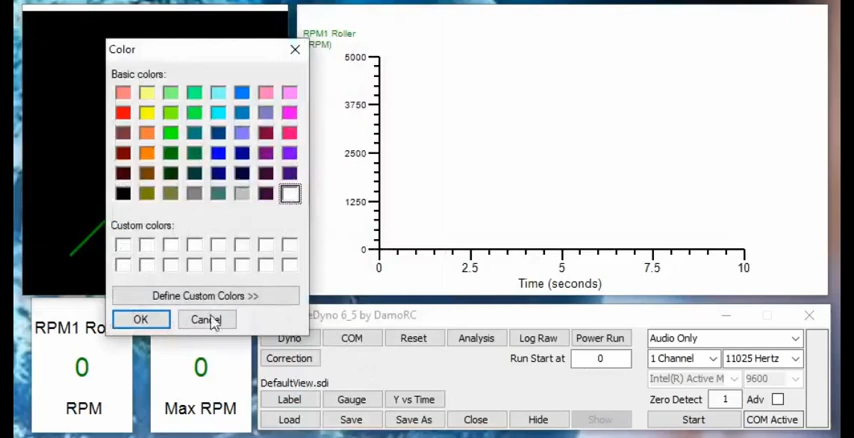 RPM1 Roller
RPM)
5000
3750
2500
1250
0
0
2.5
5
7.5
10
Time (seconds)
Color
Basic colors:
Custom colors:
Define Custom Colors >>
OK
Cancel
RPM1 Ro
0
RPM
0
Max RPM
eDyno 6_5 by DamoRC
Dyno
COM
Reset
Analysis
Log Raw
Power Run
Audio Only
Correction
Run Start at
0
1 Channel
11025 Hertz
DefaultView.sdi
Intel(R) Active M
9600
Label
Gauge
Y vs Time
Zero Detect
1
Adv
Load
Save
Save As
Close
Hide
Show
Start
COM Active